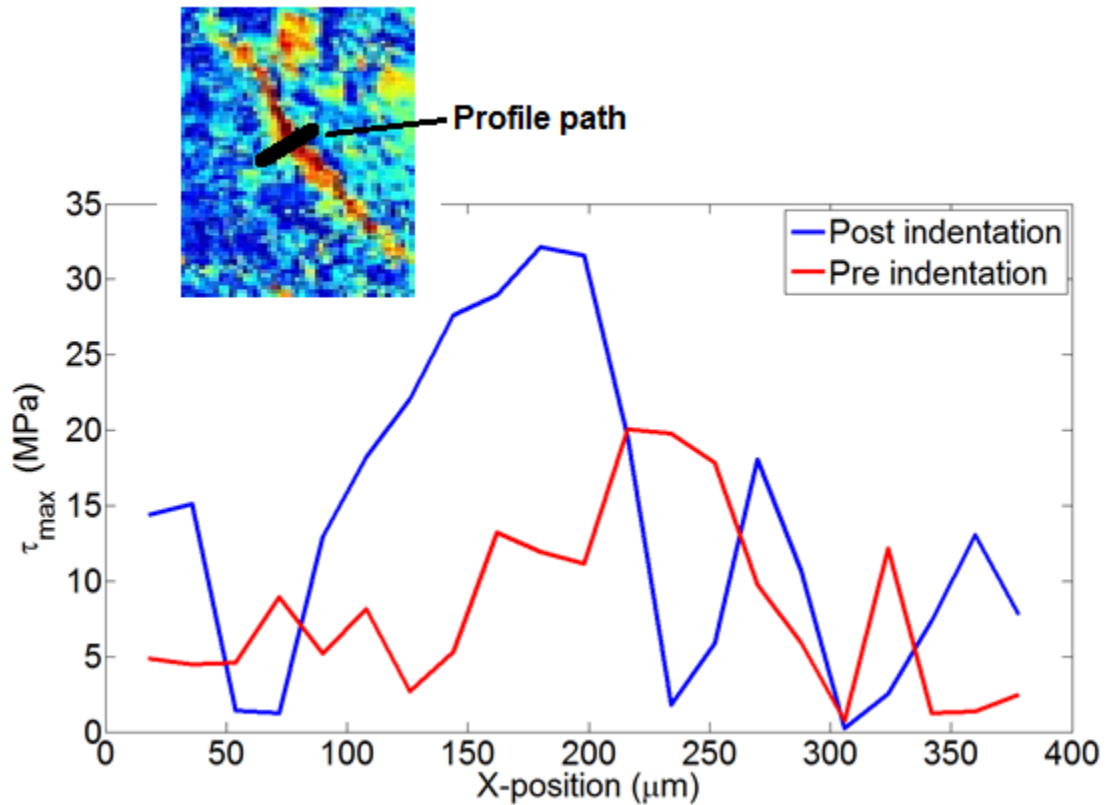 Profile path
Post indentation
Pre indentation
35
30
25
20
15
10
5
0
τmax (MPa)
0 50 100 150 200 250 300 350 400
X-position (μm)